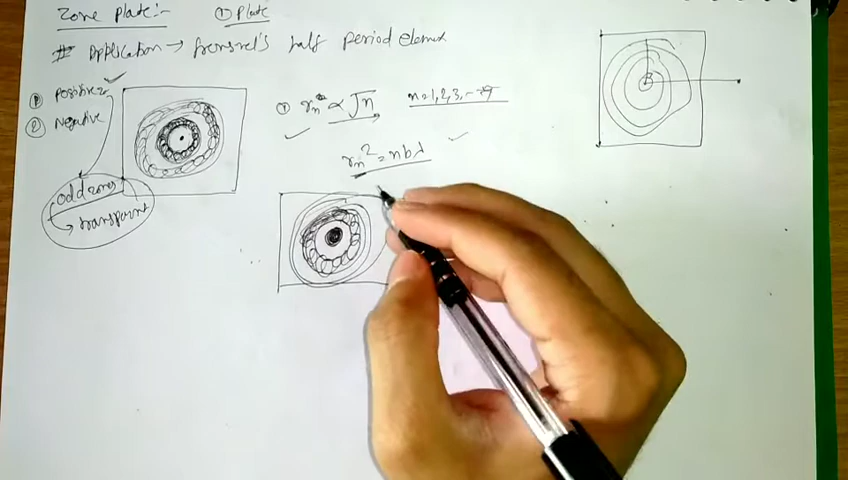 Zone Plate:- ① Plate
# Application → Fresnel's half Period element
① Positive
② Negative
① rₙ ∝ √n n=1,2,3,--
rₙ² = nbλ
odd zones
→ transparent